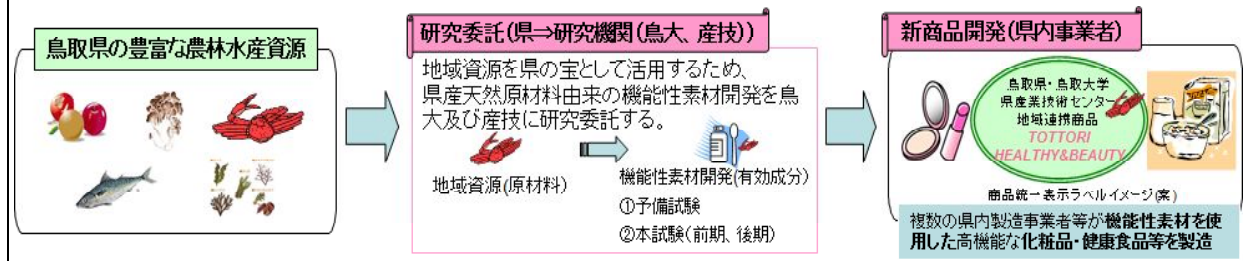 鳥取県の豊富な農林水産資源
研究委託(県⇒研究機関(鳥大、産技))
地域資源を県の宝として活用するため、
県産天然原材料由来の機能性素材開発を鳥
大及び産技に研究委託する。
地域資源(原材料)
機能性素材開発(有効成分)
①予備試験
②本試験(前期、後期)
新商品開発(県内事業者)
鳥取県・鳥取大学
県産業技術センター
地域連携商品
TOTTORI
HEALTHY&BEAUTY
商品統一表示ラベルイメージ(案)
複数の県内製造事業者等が機能性素材を使
用した高機能な化粧品・健康食品等を製造